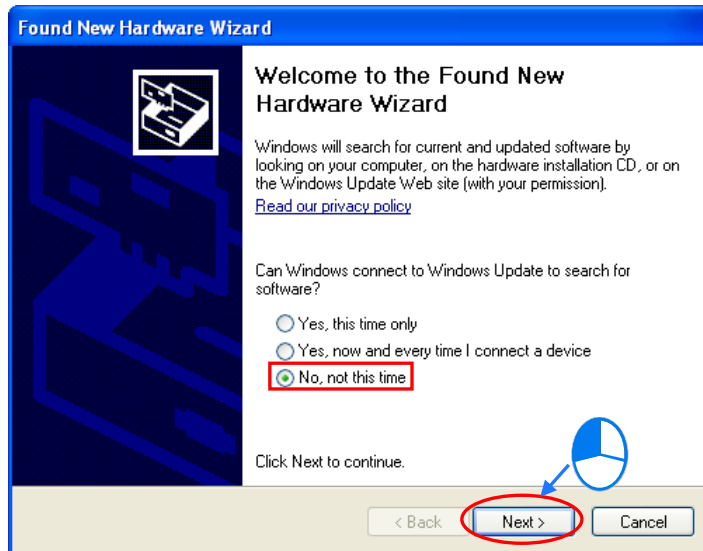 Found New Hardware Wizard
Welcome to the Found New
Hardware Wizard
Windows will search for current and updated software by
looking on your computer, on the hardware installation CD, or on
the Windows Update Web site (with your permission).
Read our privacy policy
Can Windows connect to Windows Update to search for
software?
Yes, this time only
Yes, now and every time I connect a device
No, not this time
Click Next to continue.
< Back
Next >
Cancel